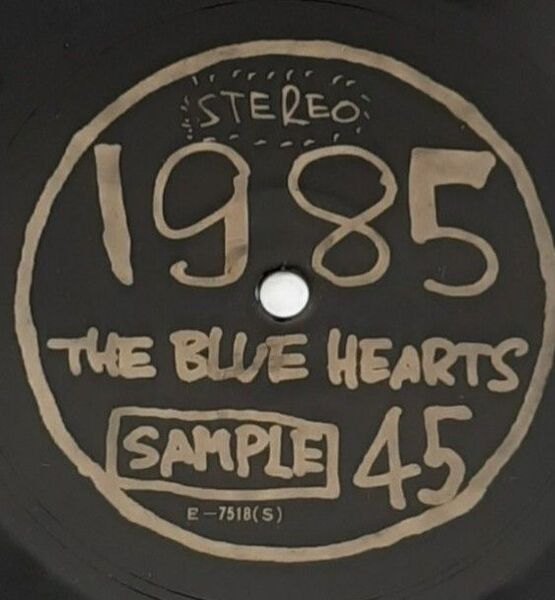 STEREO
1985
THE BLUE HEARTS
SAMPLE 45
E-7518(S)